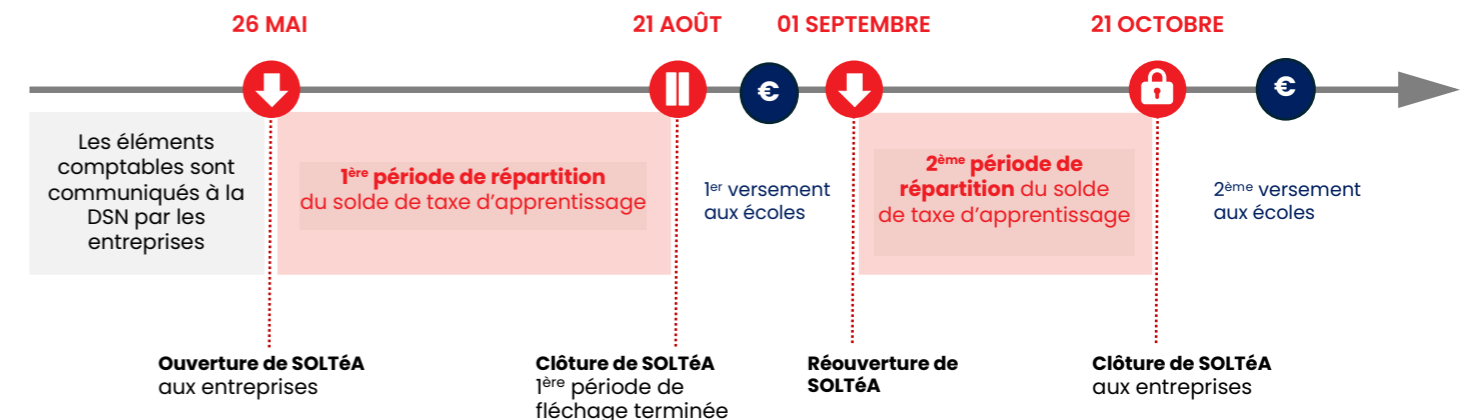 26 MAI
21 AOÛT
01 SEPTEMBRE
21 OCTOBRE
€
€
Les éléments
comptables sont
communiqués à la
DSN par les
entreprises
1ère période de répartition
du solde de taxe d'apprentissage
1er versement
aux écoles
2ème période de
répartition du solde
de taxe d'apprentissage
2ème versement
aux écoles
Ouverture de SOLTéA
aux entreprises
Clôture de SOLTéA
1ère période de
fléchage terminée
Réouverture de
SOLTéA
Clôture de SOLTéA
aux entreprises